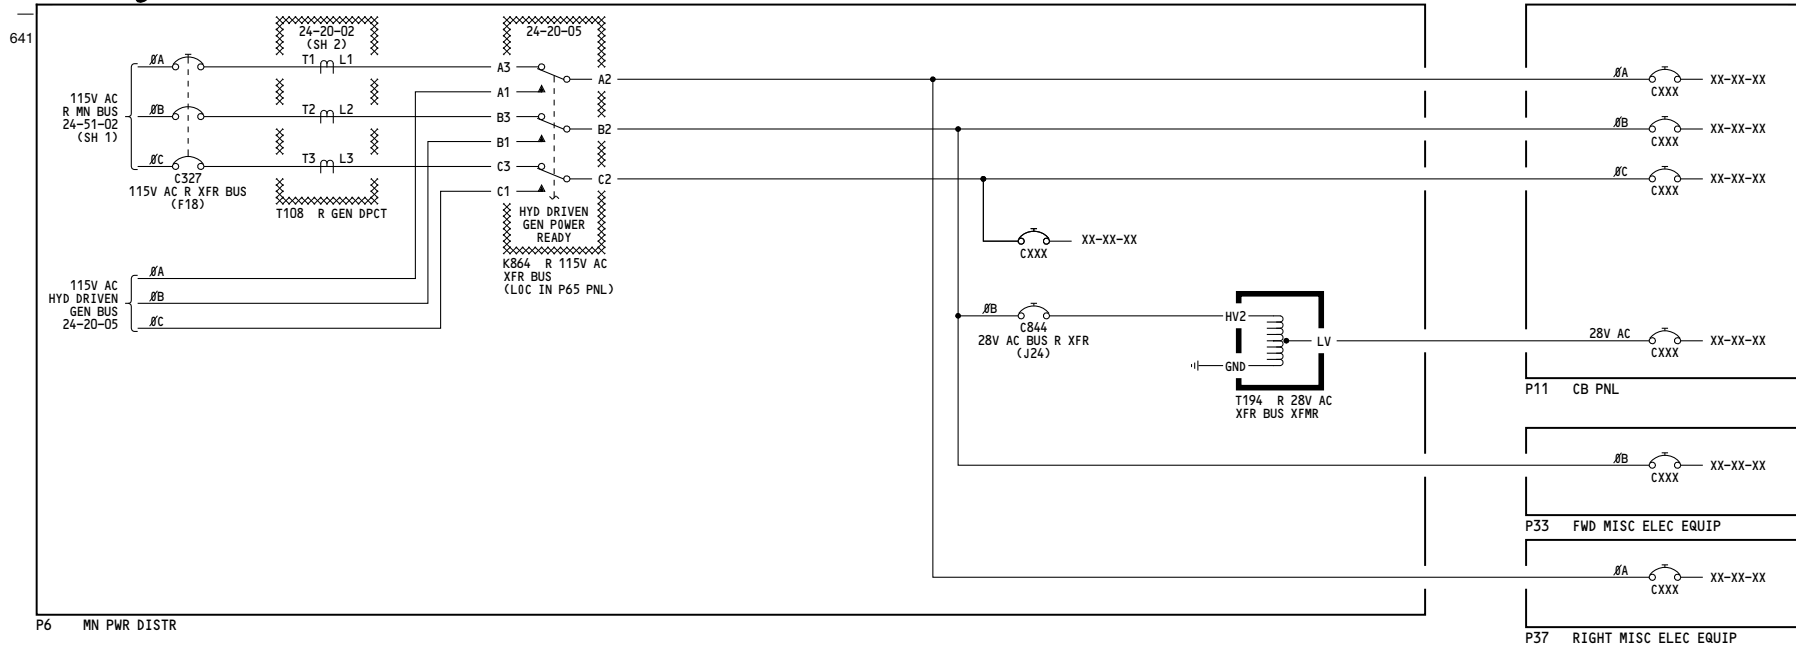 641
24-20-02
(SH 2)
24-20-05
115V AC
R MN BUS
24-51-02
(SH 1)
ØA
T1 L1
A3
A2
ØA
CXXX
XX-XX-XX
A1
ØB
T2 L2
B3
B2
ØB
CXXX
XX-XX-XX
B1
ØC
T3 L3
C3
C2
ØC
CXXX
XX-XX-XX
C1
C327
115V AC R XFR BUS
(F18)
T108 R GEN DPCT
HYD DRIVEN
GEN POWER
READY
K864 R 115V AC
XFR BUS
(LOC IN P65 PNL)
CXXX
XX-XX-XX
115V AC
HYD DRIVEN
GEN BUS
24-20-05
ØA
ØB
ØC
ØB
C844
28V AC BUS R XFR
(J24)
HV2
LV
GND
T194 R 28V AC
XFR BUS XFMR
28V AC
CXXX
XX-XX-XX
P11 CB PNL
ØB
CXXX
XX-XX-XX
P33 FWD MISC ELEC EQUIP
ØA
CXXX
XX-XX-XX
P6 MN PWR DISTR
P37 RIGHT MISC ELEC EQUIP